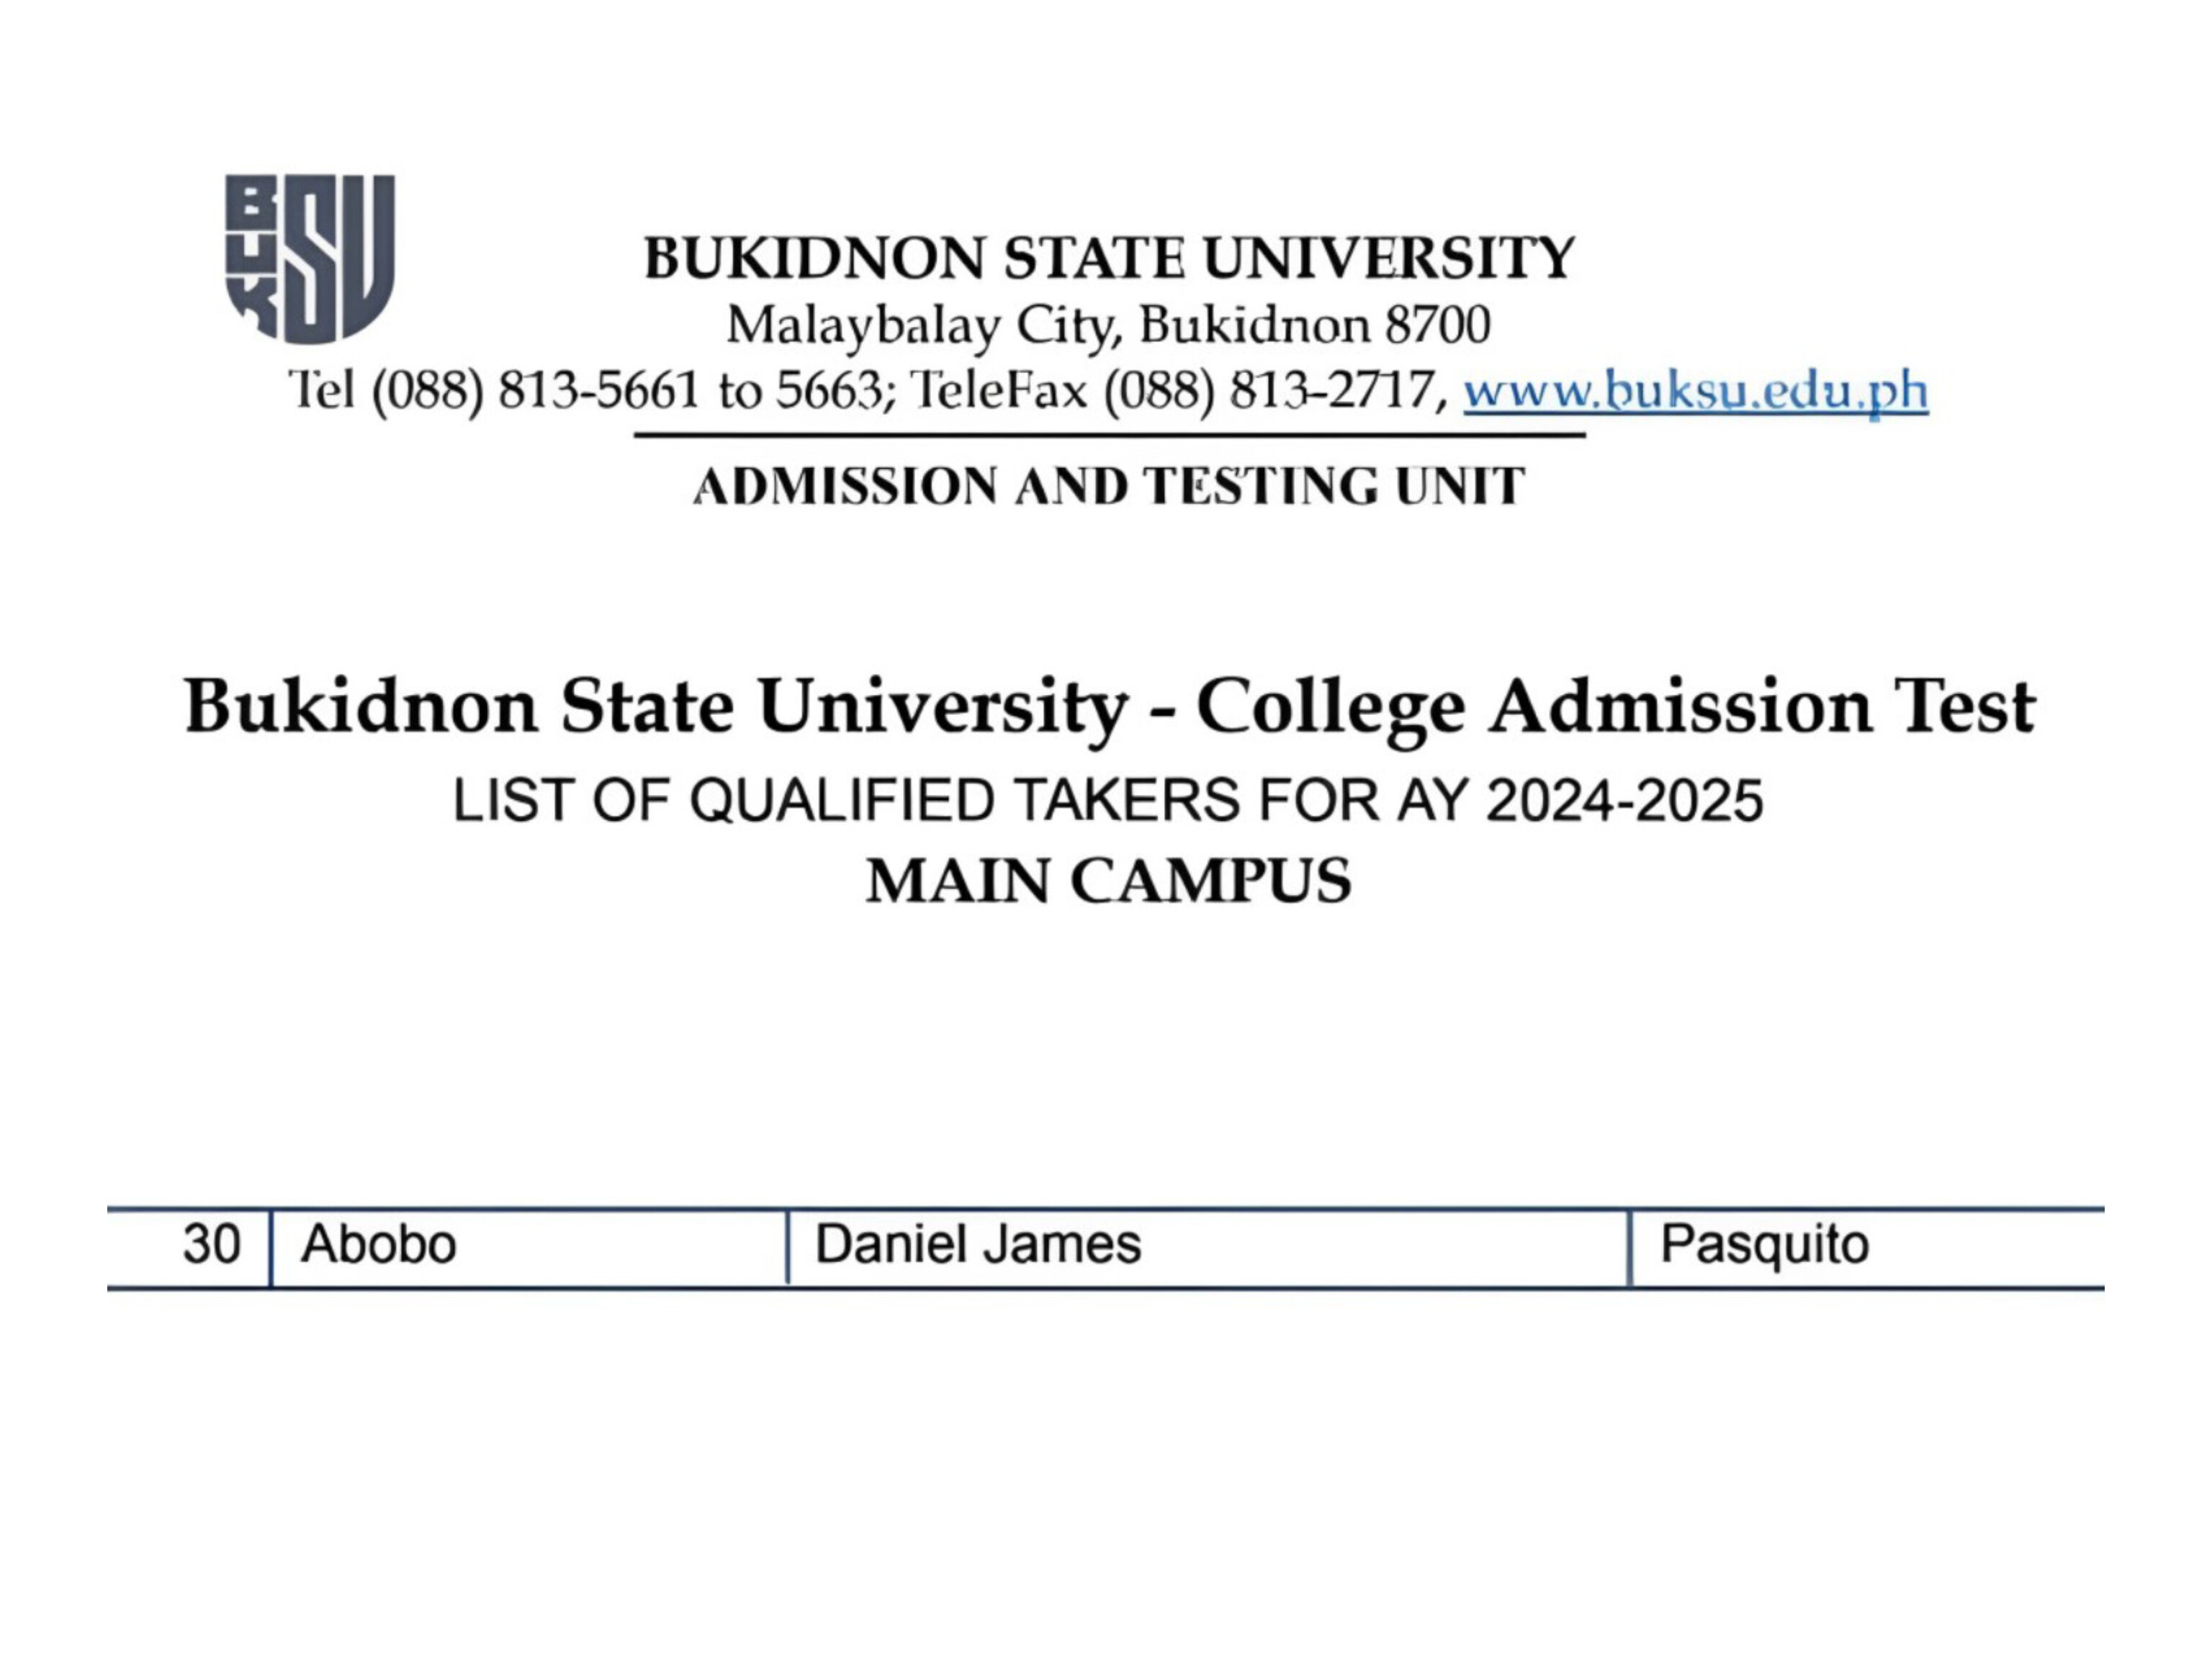 BUKSU
BUKIDNON STATE UNIVERSITY
Malaybalay City, Bukidnon 8700
Tel (088) 813-5661 to 5663; TeleFax (088) 813-2717, www.buksu.edu.ph
ADMISSION AND TESTING UNIT
Bukidnon State University - College Admission Test
LIST OF QUALIFIED TAKERS FOR AY 2024-2025
MAIN CAMPUS
30 Abobo Daniel James Pasquito